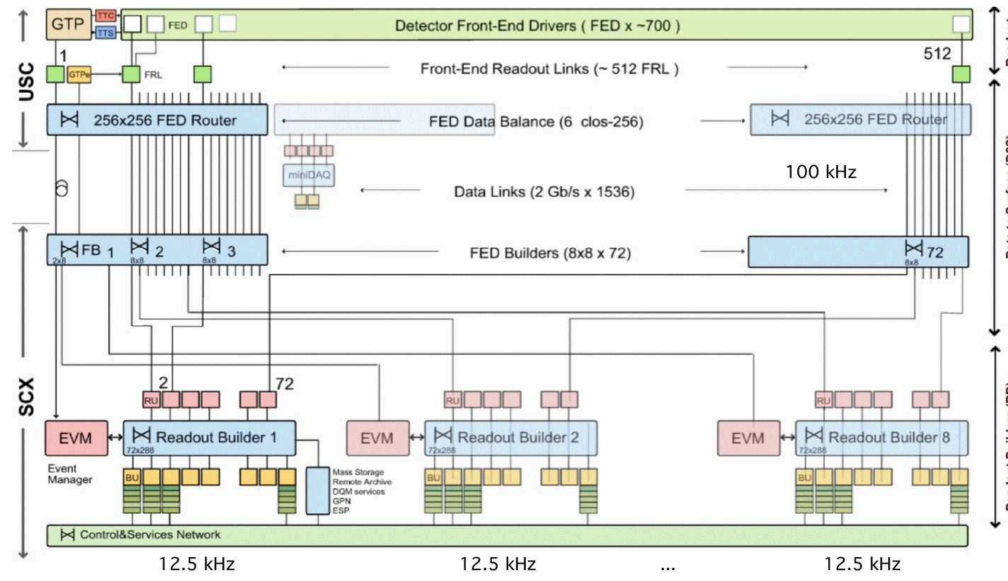 GTP
TTC
TTS
FED
Detector Front-End Drivers ( FED x ~700 )
1
GTPe
FRL
Front-End Readout Links (~ 512 FRL )
512
USC
256x256 FED Router
FED Data Balance (6 clos-256)
256x256 FED Router
miniDAQ
100 kHz
Data Links (2 Gb/s x 1536)
FB 1
2x8
2
8x8
3
8x8
FED Builders (8x8 x 72)
72
8x8
SCX
2
72
RU
RU
RU
EVM
Readout Builder 1
72x288
EVM
Readout Builder 2
72x288
EVM
Readout Builder 8
72x288
Event
Manager
BU
Mass Storage
Remote Archive
DQM services
GPN
ESP
BU
BU
Control&Services Network
12.5 kHz
12.5 kHz
...
12.5 kHz